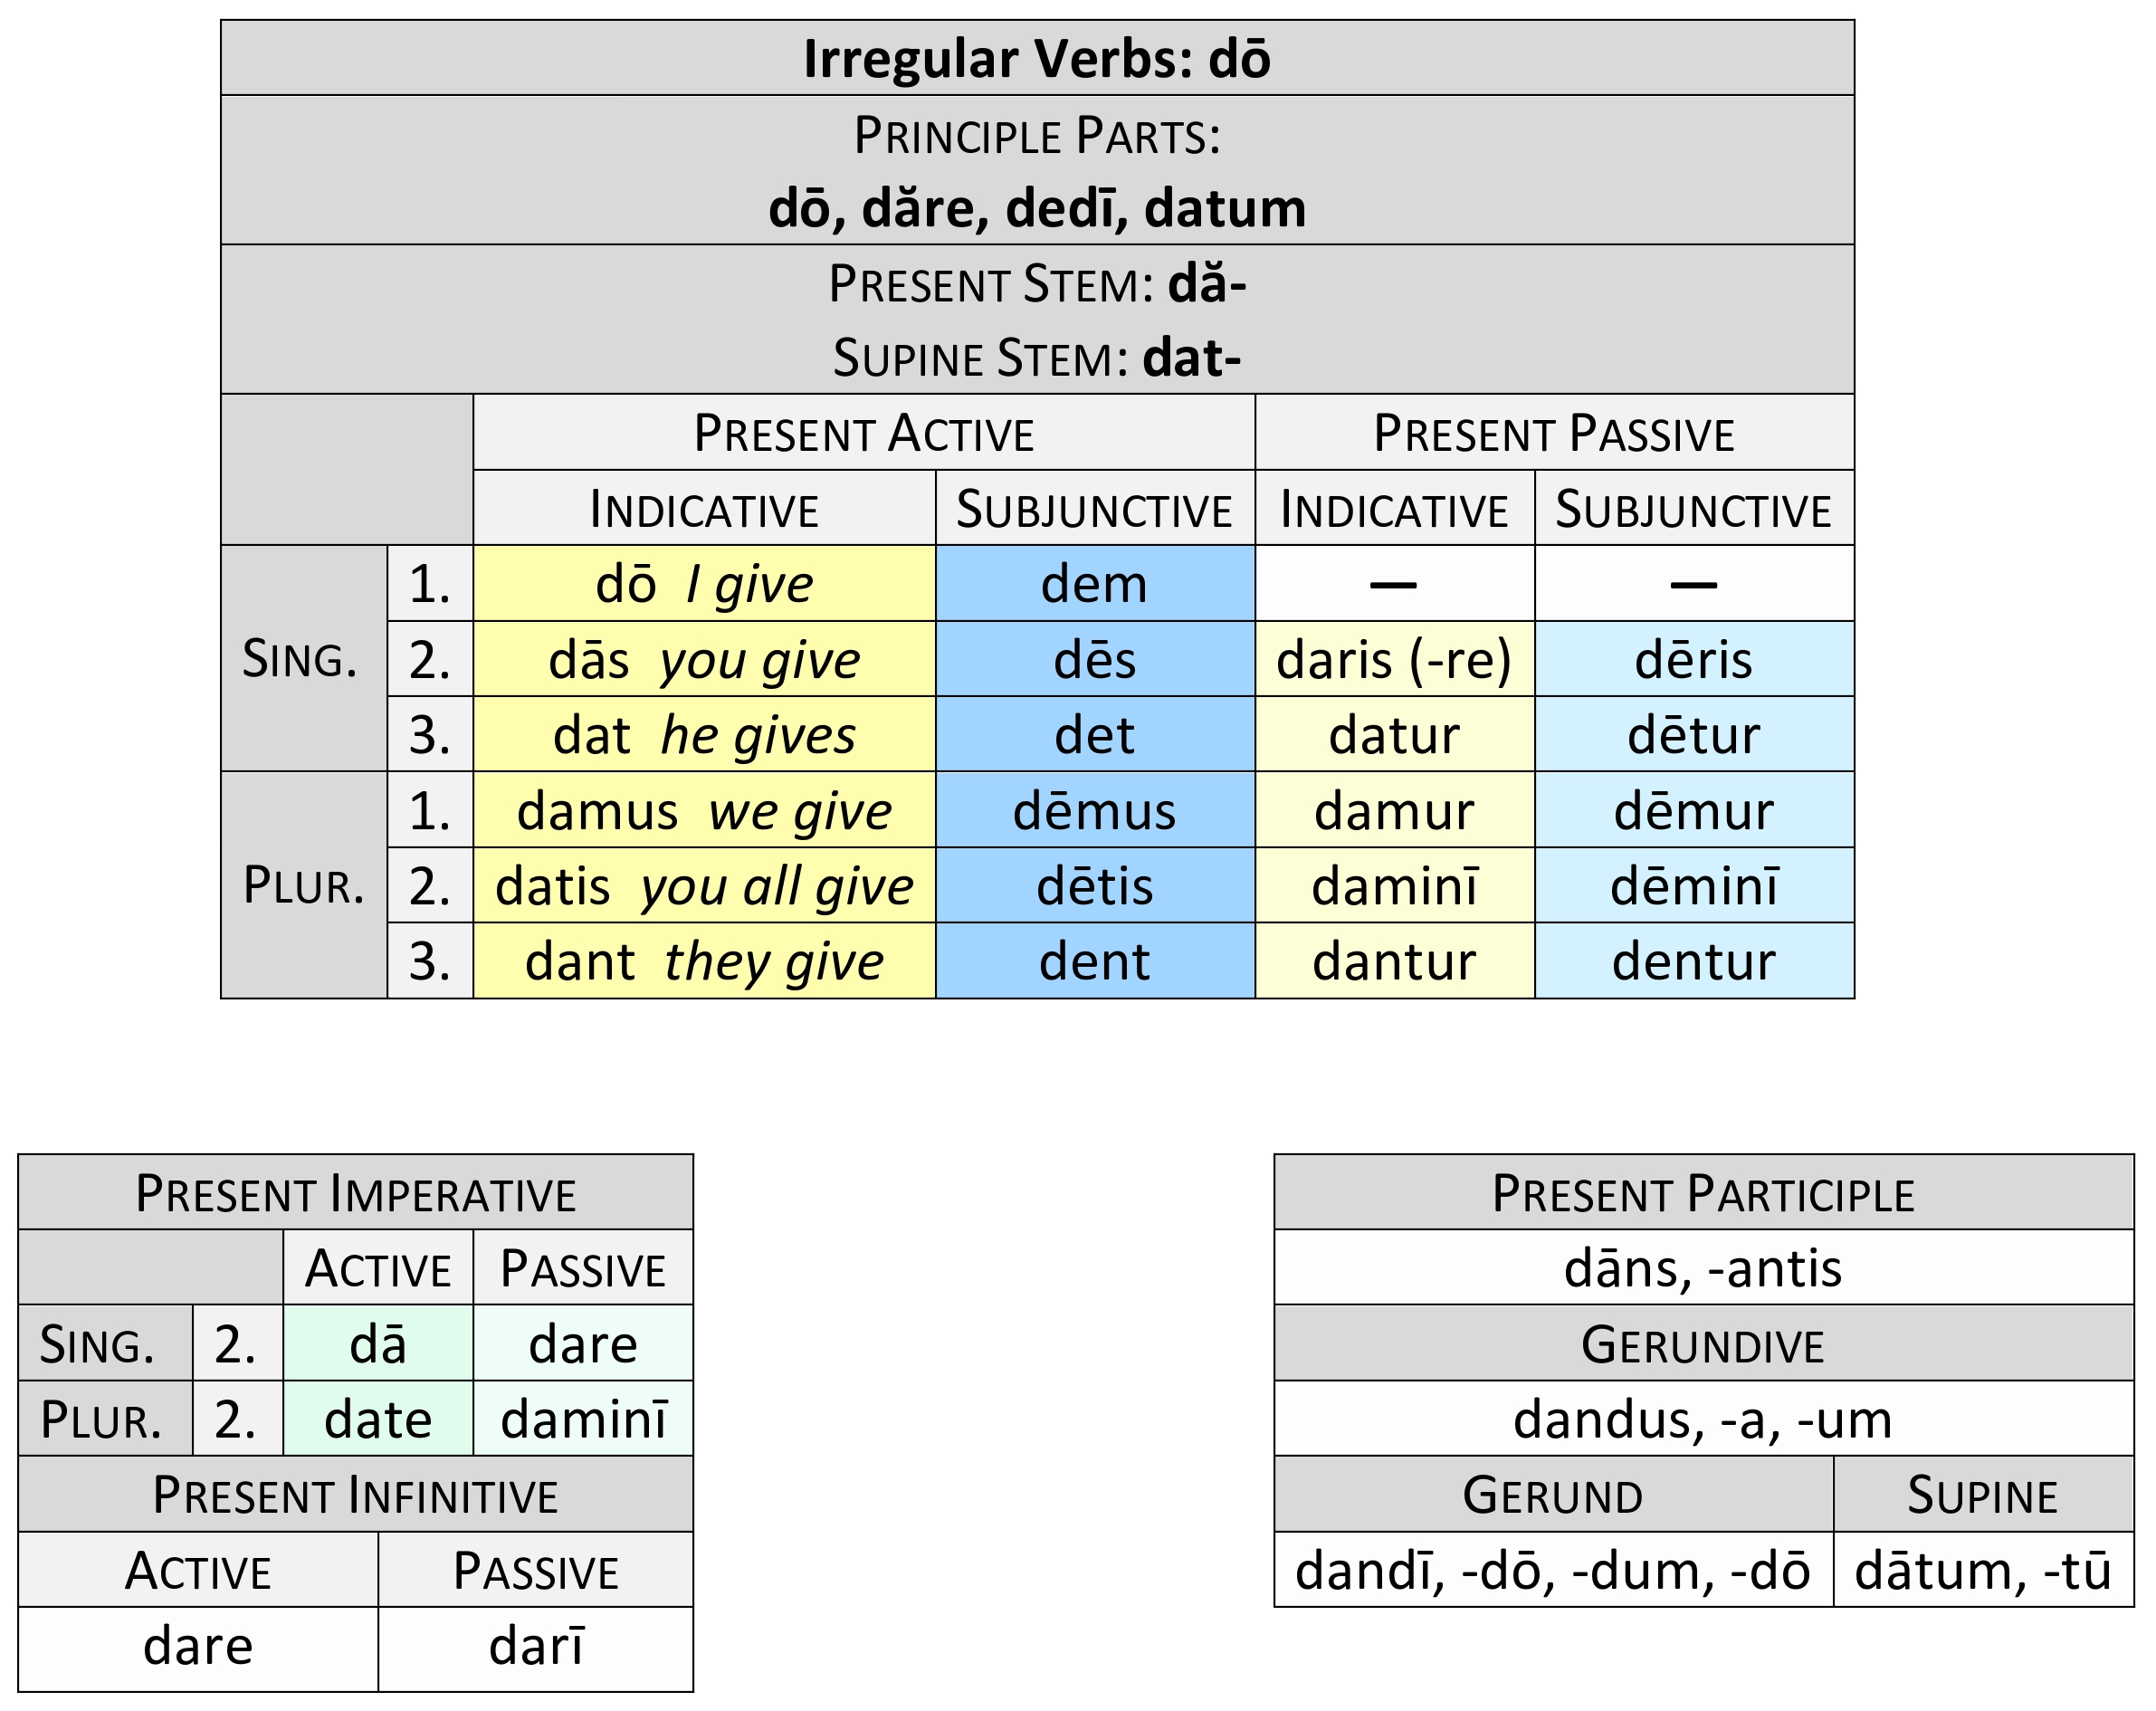 Irregular Verbs: dō
Principle Parts:
dō, dăre, dedī, datum
Present Stem: dă-
Supine Stem: dat-
Present Active Present Passive
Indicative Subjunctive Indicative Subjunctive
Sing. 1. dō I give dem — —
2. dās you give dēs daris (-re) dēris
3. dat he gives det datur dētur
Plur. 1. damus we give dēmus damur dēmur
2. datis you all give dētis daminī dēminī
3. dant they give dent dantur dentur
Present Imperative
Active Passive
Sing. 2. dā dare
Plur. 2. date daminī
Present Infinitive
Active Passive
dare darī
Present Participle
dāns, -antis
Gerundive
dandus, -a, -um
Gerund Supine
dandī, -dō, -dum, -dō dātum, -tū